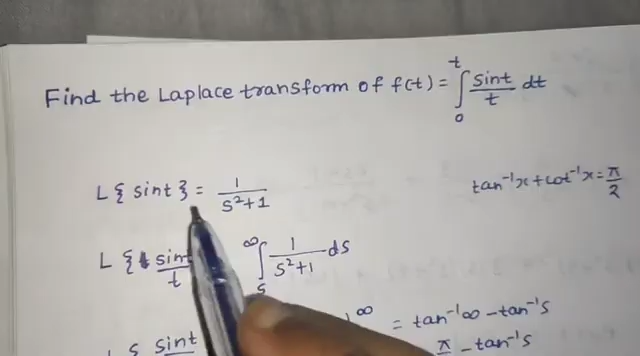 Find the Laplace transform of f(t) = ∫₀ᵗ sint/t dt
L{sint} = 1/s²+1
tan⁻¹x + cot⁻¹x = π/2
L{ sin /t ∫ₛ^∞ 1/s²+1 ds
∞ = tan⁻¹∞ - tan⁻¹s
sint π - tan⁻¹s